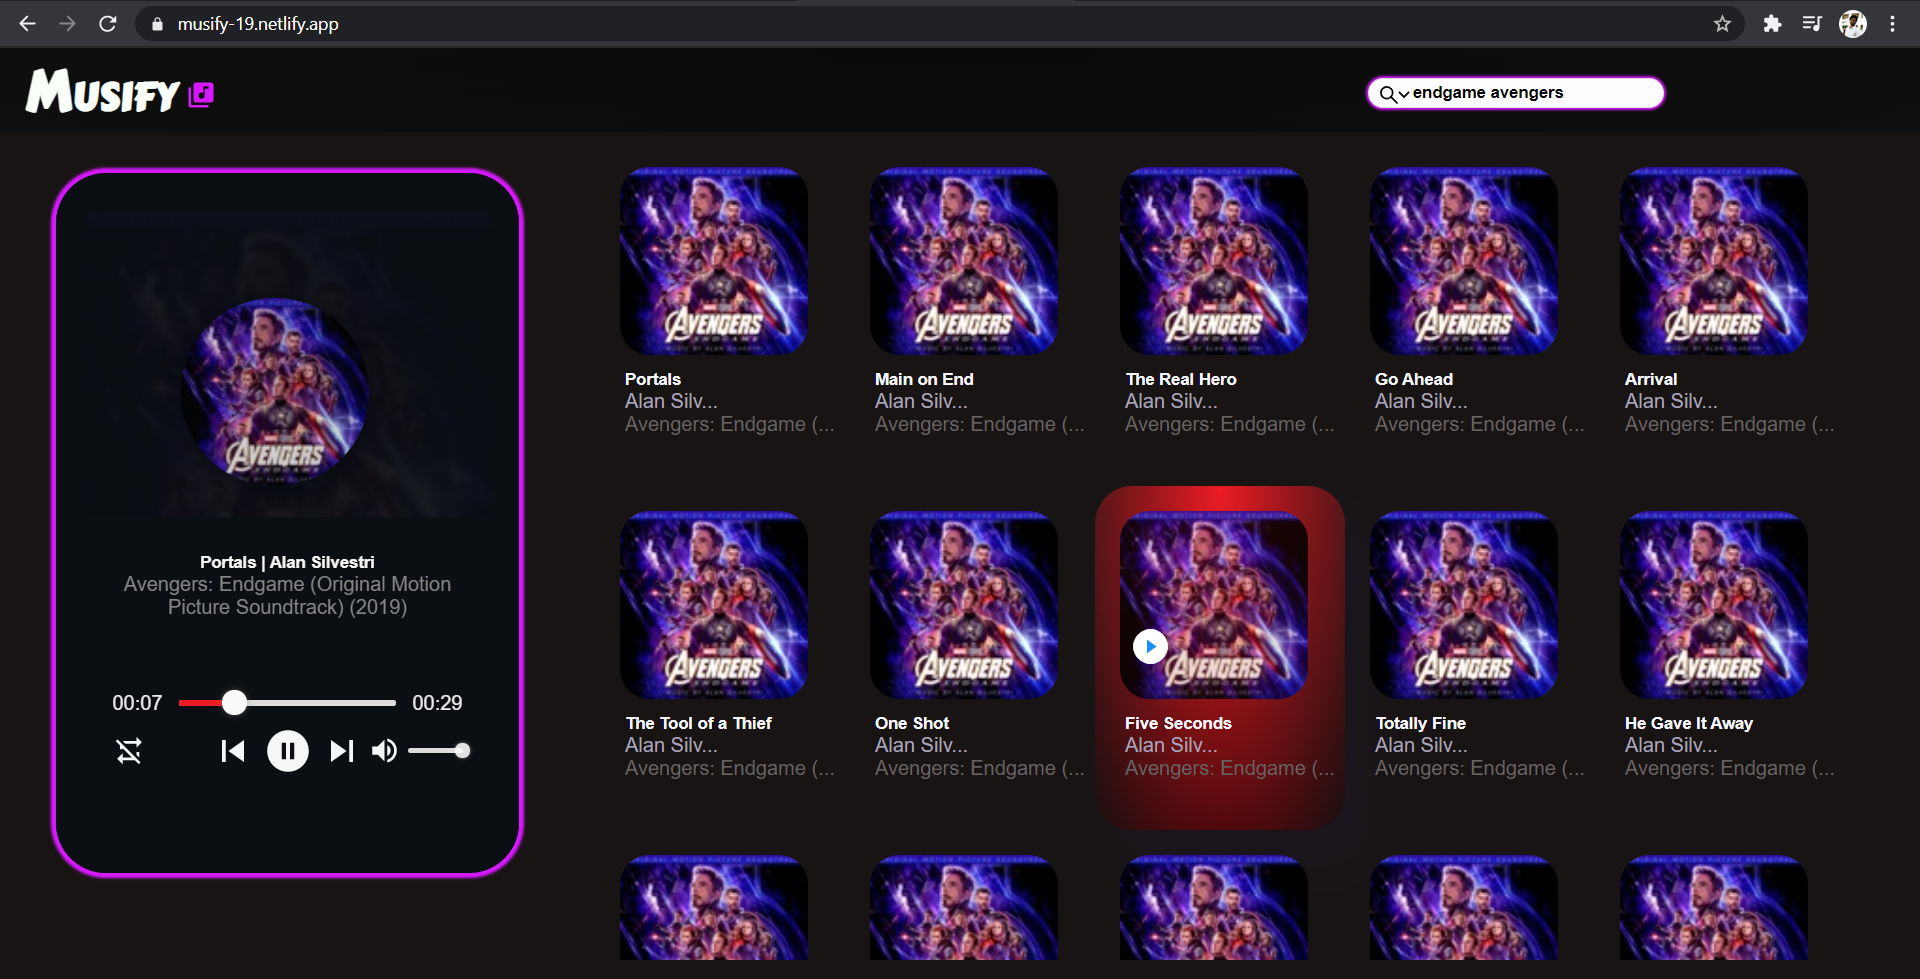 musify-19.netlify.app
MUSIFY
endgame avengers
AVENGERS
ENDGAME
Portals | Alan Silvestri
Avengers: Endgame (Original Motion
Picture Soundtrack) (2019)
00:07
00:29
AVENGERS
AVENGERS
AVENGERS
AVENGERS
AVENGERS
Portals
Main on End
The Real Hero
Go Ahead
Arrival
Alan Silv...
Alan Silv...
Alan Silv...
Alan Silv...
Alan Silv...
Avengers: Endgame (...
Avengers: Endgame (...
Avengers: Endgame (...
Avengers: Endgame (...
Avengers: Endgame (...
AVENGERS
AVENGERS
AVENGERS
AVENGERS
AVENGERS
The Tool of a Thief
One Shot
Five Seconds
Totally Fine
He Gave It Away
Alan Silv...
Alan Silv...
Alan Silv...
Alan Silv...
Alan Silv...
Avengers: Endgame (...
Avengers: Endgame (...
Avengers: Endgame (...
Avengers: Endgame (...
Avengers: Endgame (...